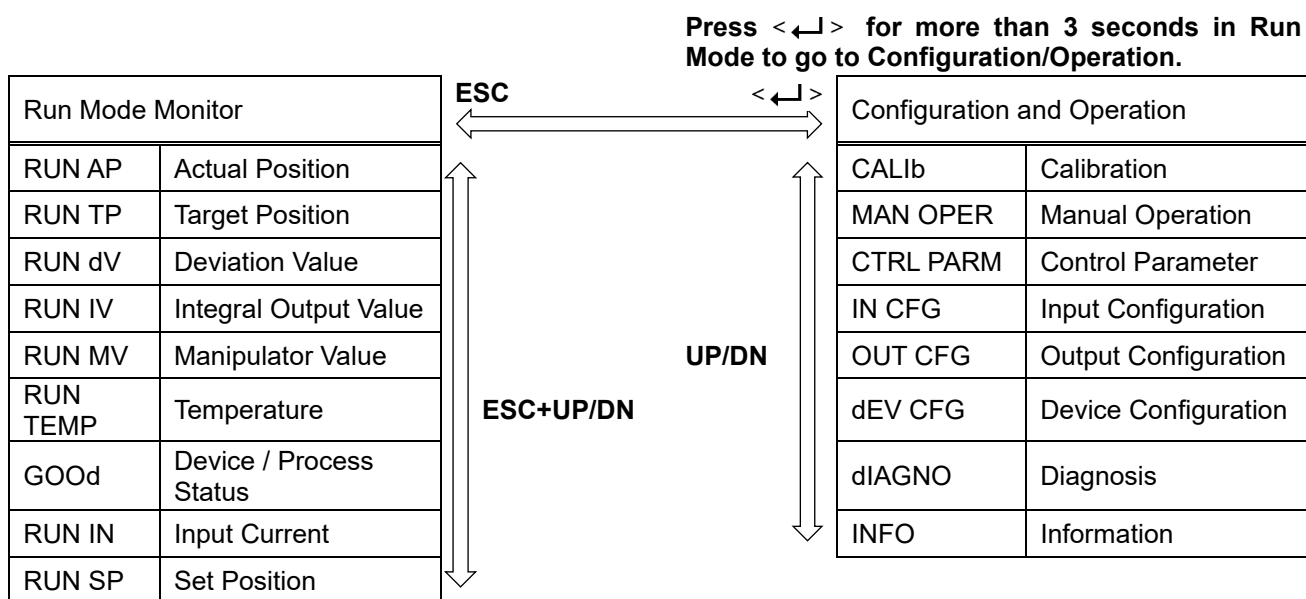 Press <↵> for more than 3 seconds in Run
Mode to go to Configuration/Operation.
Run Mode Monitor
ESC
<↵>
Configuration and Operation
RUN AP Actual Position
RUN TP Target Position
RUN dV Deviation Value
RUN IV Integral Output Value
RUN MV Manipulator Value
RUN
TEMP
Temperature
GOOd
Device / Process
Status
RUN IN Input Current
RUN SP Set Position
ESC+UP/DN
UP/DN
CALIb Calibration
MAN OPER Manual Operation
CTRL PARM Control Parameter
IN CFG Input Configuration
OUT CFG Output Configuration
dEV CFG Device Configuration
dIAGNO Diagnosis
INFO Information